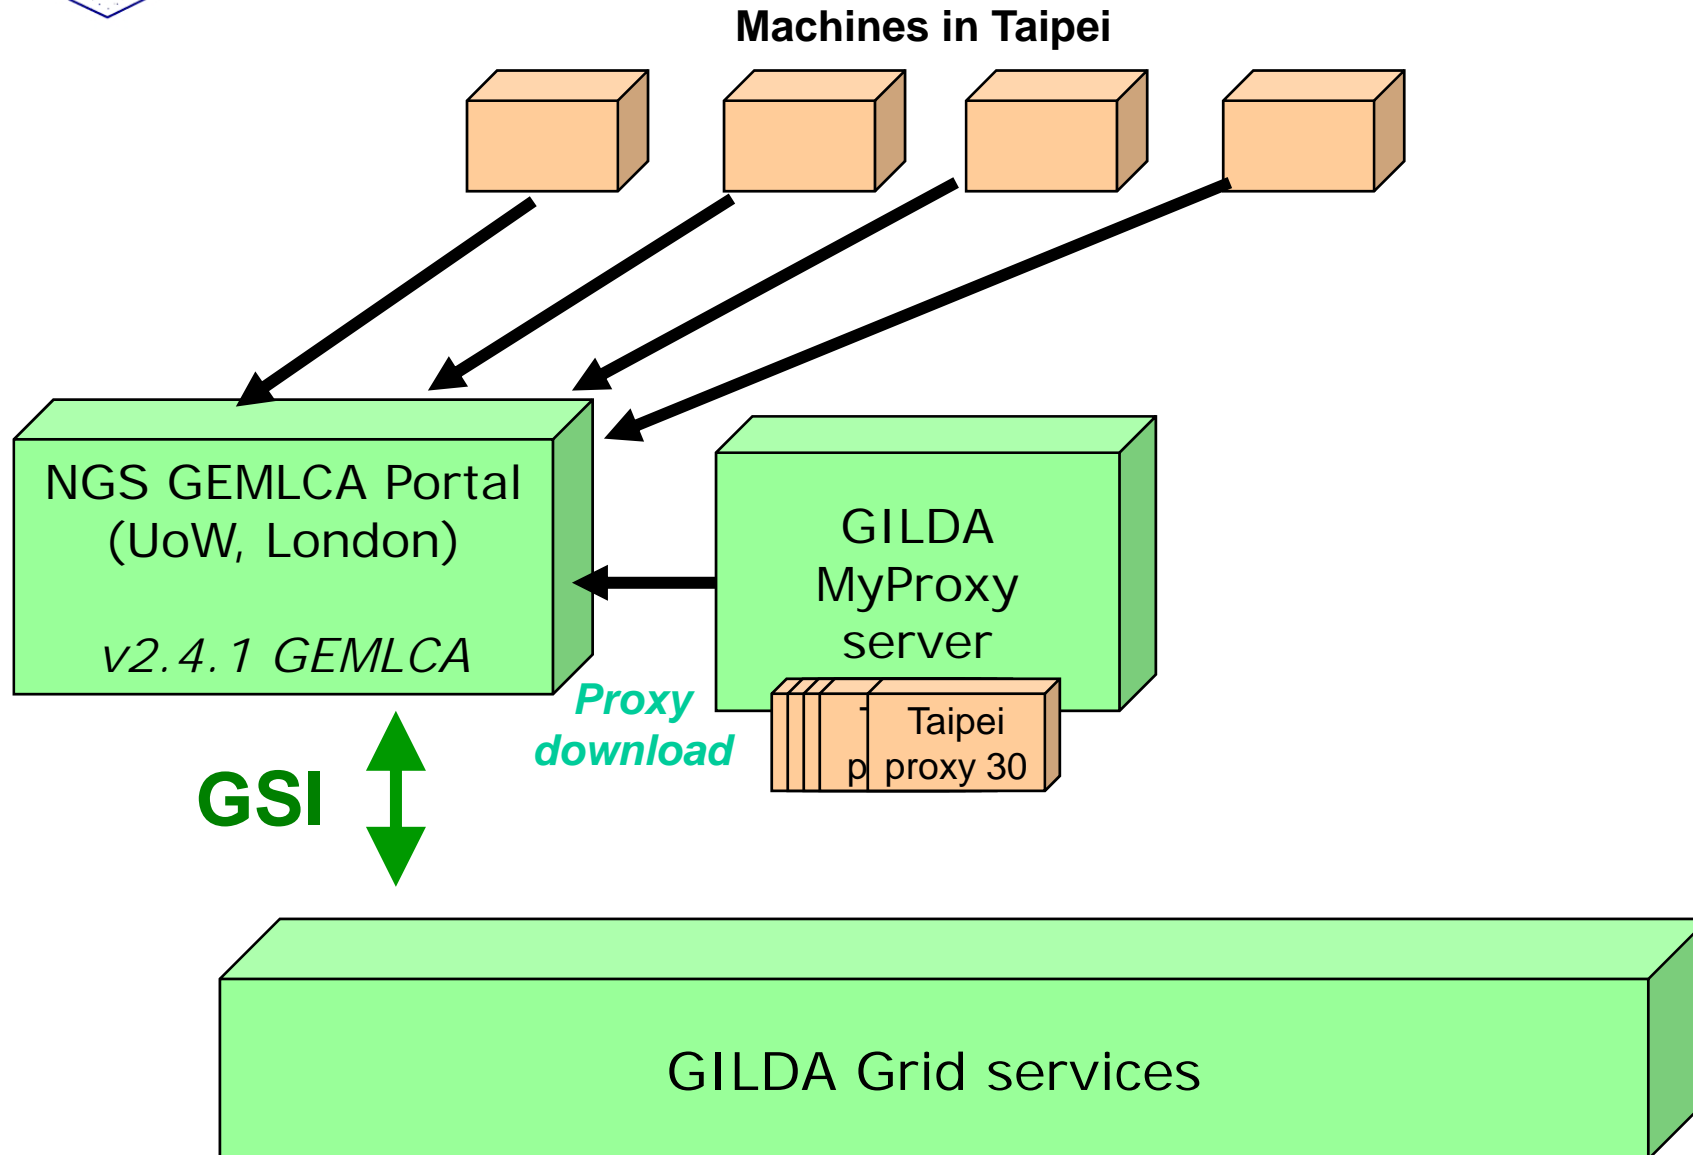 Machines in Taipei
NGS GEMLCA Portal
(UoW, London)
v2.4.1 GEMLCA
GILDA
MyProxy
server
Proxy
download
Taipei
proxy 30
GSI
GILDA Grid services